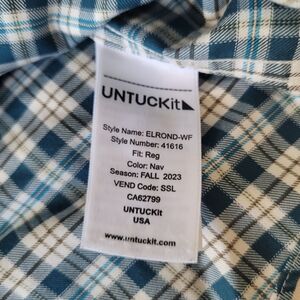 UNTUCKit
Style Name: ELROND-WF
Style Number: 41616
Fit: Reg
Color: Nav
Season: FALL 2023
VEND Code: SSL
CA62799
UNTUCKit
USA
www.untuckit.com